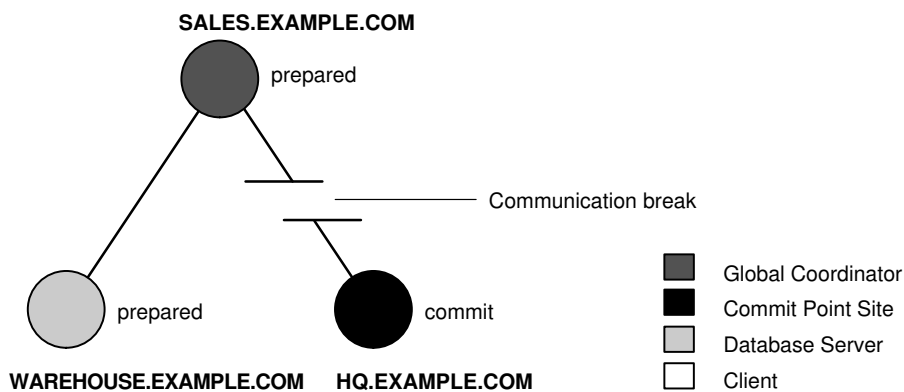 SALES.EXAMPLE.COM
prepared
Communication break
prepared
commit
WAREHOUSE.EXAMPLE.COM
HQ.EXAMPLE.COM
Global Coordinator
Commit Point Site
Database Server
Client